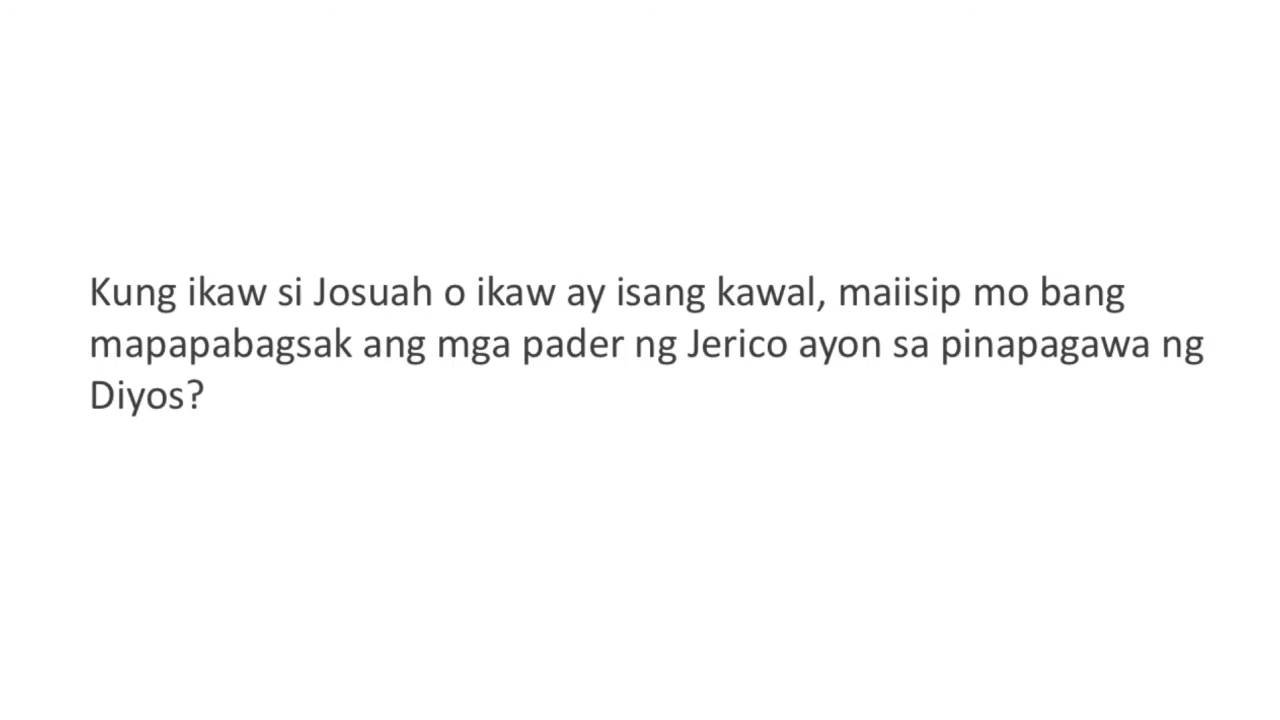 Kung ikaw si Josuah o ikaw ay isang kawal, maiisip mo bang
mapapabagsak ang mga pader ng Jerico ayon sa pinapagawa ng
Diyos?